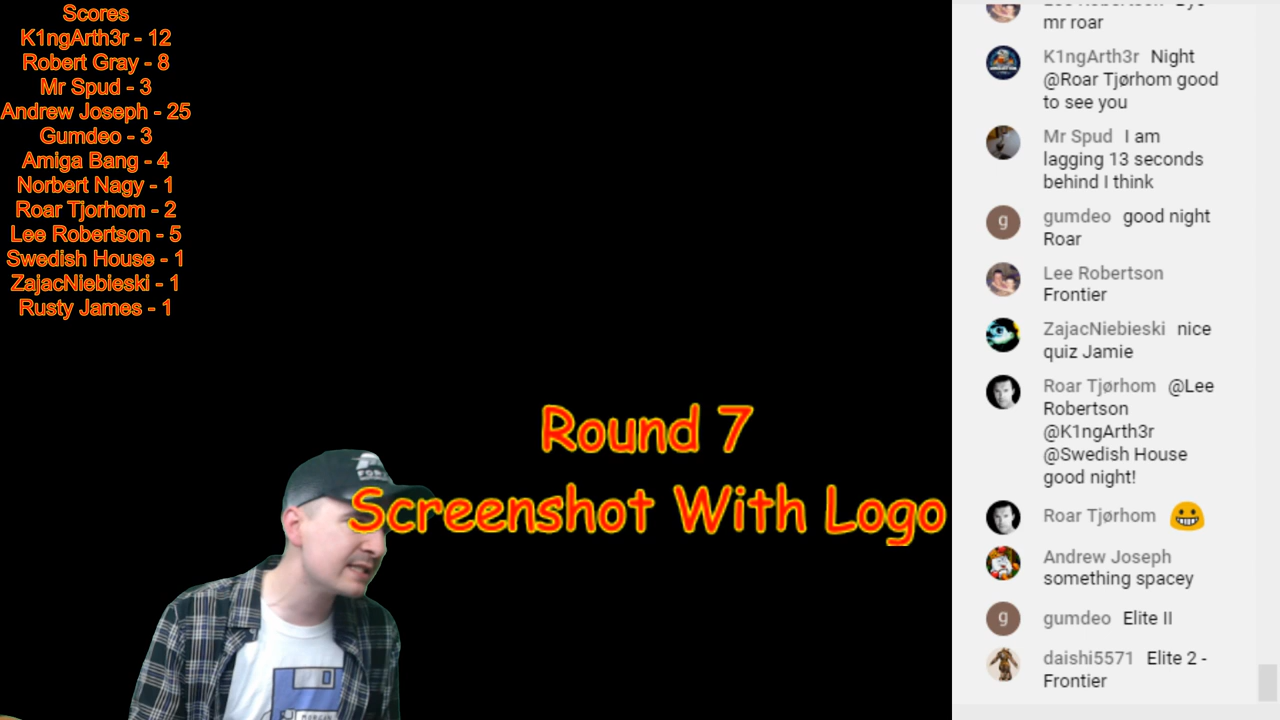 Scores
K1ngArth3r - 12
Robert Gray - 8
Mr Spud - 3
Andrew Joseph - 25
Gumdeo - 3
Amiga Bang - 4
Norbert Nagy - 1
Roar Tjorhom - 2
Lee Robertson - 5
Swedish House - 1
ZajacNiebieski - 1
Rusty James - 1
Round 7
Screenshot With Logo
mr roar
K1ngArth3r Night
@Roar Tjørhom good
to see you
Mr Spud I am
lagging 13 seconds
behind I think
g
gumdeo good night
Roar
Lee Robertson
Frontier
ZajacNiebieski nice
quiz Jamie
Roar Tjørhom @Lee
Robertson
@K1ngArth3r
@Swedish House
good night!
Roar Tjørhom 😬
Andrew Joseph
something spacey
g
gumdeo Elite II
daishi5571 Elite 2 -
Frontier